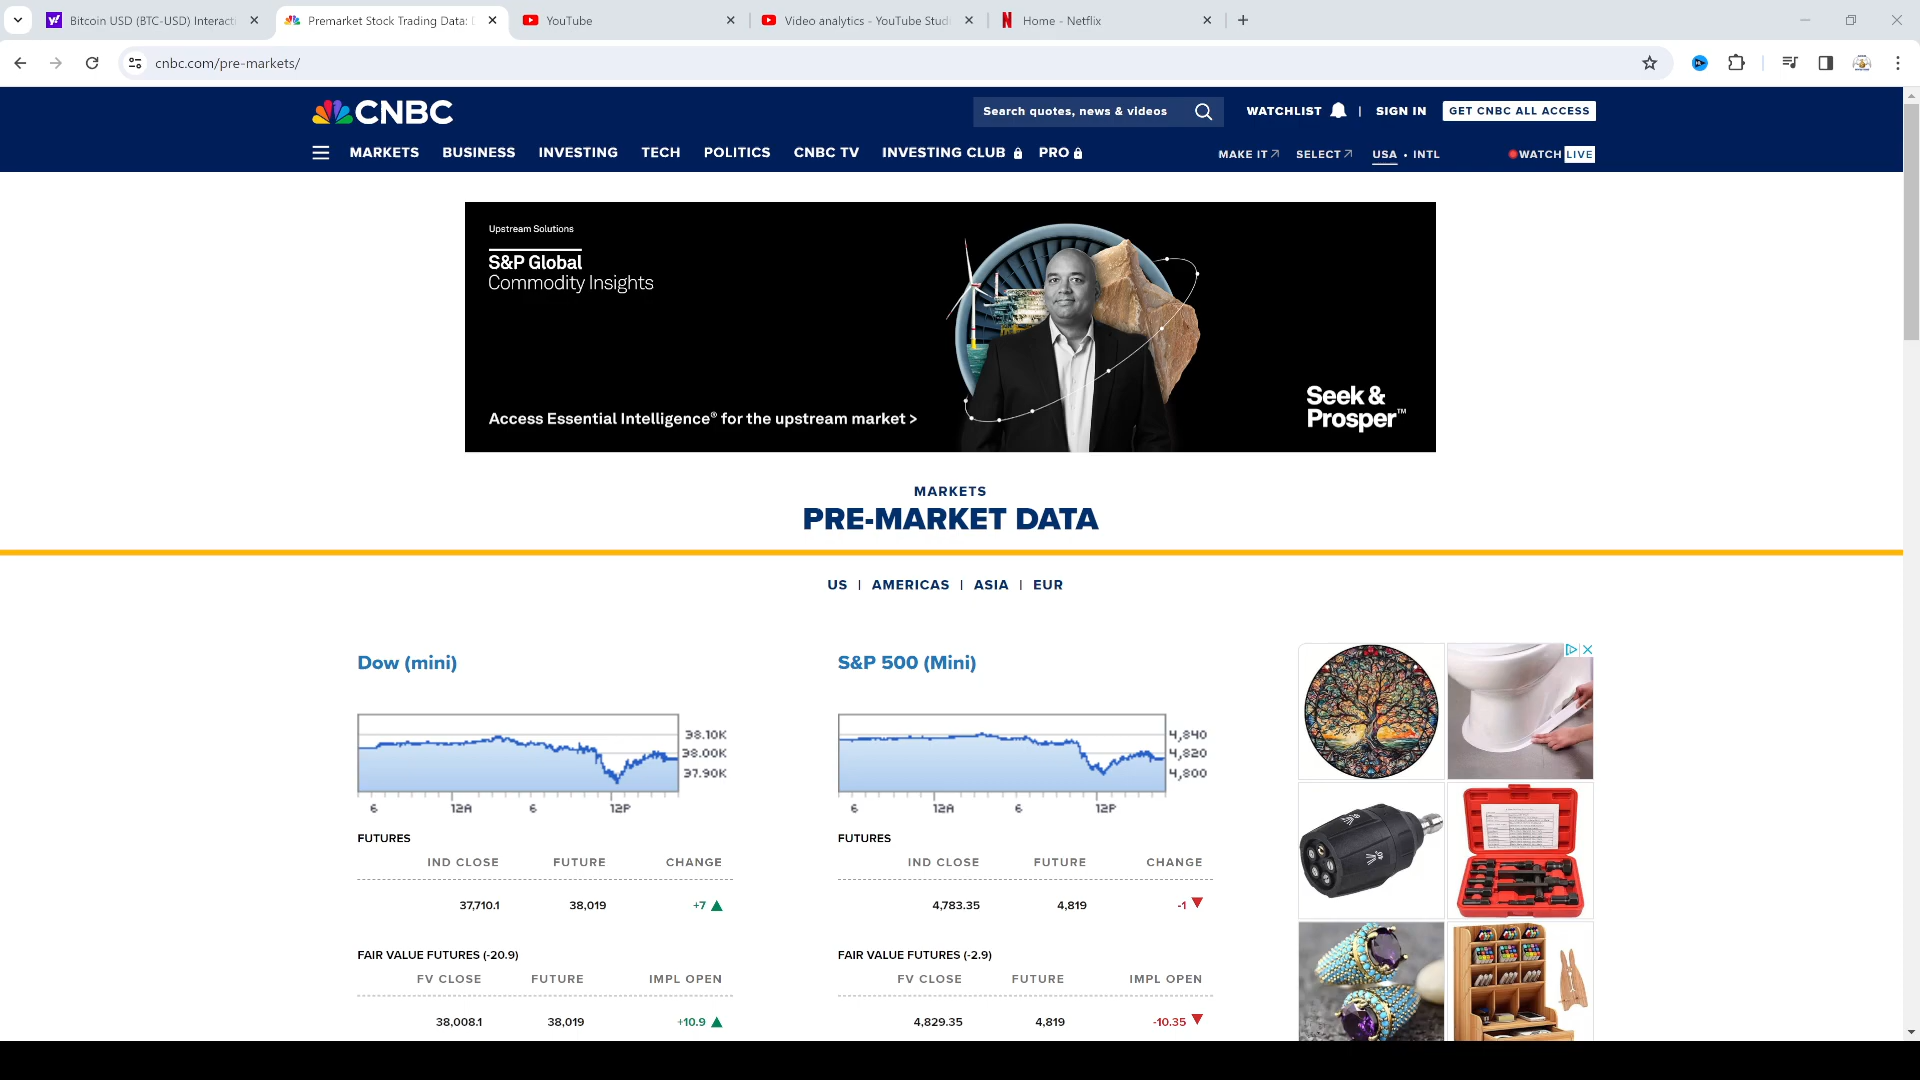 Bitcoin USD (BTC-USD) Interact
Premarket Stock Trading Data:
YouTube
Video analytics - YouTube Stud
Home - Netflix
cnbc.com/pre-markets/
CNBC
Search quotes, news & videos
WATCHLIST | SIGN IN
GET CNBC ALL ACCESS
MARKETS BUSINESS INVESTING TECH POLITICS CNBC TV INVESTING CLUB PRO
MAKE IT SELECT USA • INTL WATCH LIVE
Upstream Solutions
S&P Global
Commodity Insights
Access Essential Intelligence® for the upstream market >
Seek &
Prosper™
MARKETS
PRE-MARKET DATA
US | AMERICAS | ASIA | EUR
Dow (mini)
38.10K
38.00K
37.90K
6 12A 6 12P
FUTURES
IND CLOSE FUTURE CHANGE
37,710.1 38,019 +7
FAIR VALUE FUTURES (-20.9)
FV CLOSE FUTURE IMPL OPEN
38,008.1 38,019 +10.9
S&P 500 (Mini)
4,840
4,820
4,800
6 12A 6 12P
FUTURES
IND CLOSE FUTURE CHANGE
4,783.35 4,819 -1
FAIR VALUE FUTURES (-2.9)
FV CLOSE FUTURE IMPL OPEN
4,829.35 4,819 -10.35